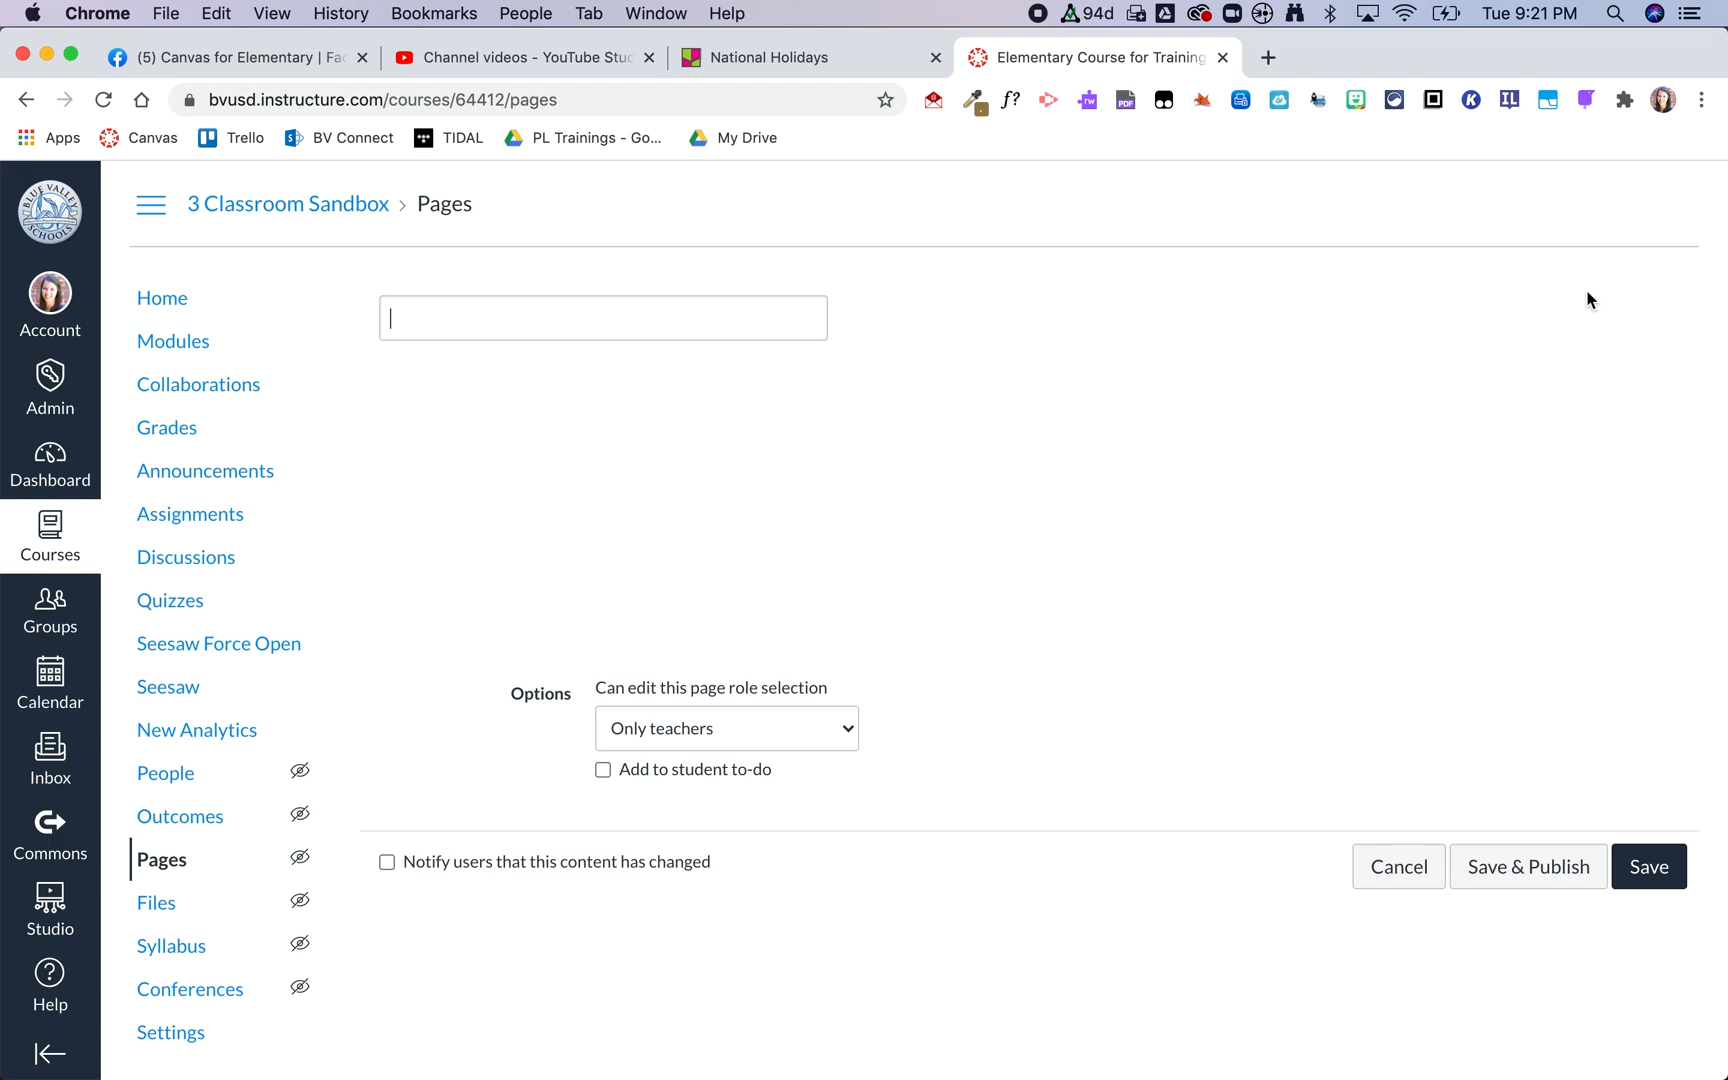 Chrome File Edit View History Bookmarks People Tab Window Help 94d Tue 9:21 PM
(5) Canvas for Elementary | Fac Channel videos - YouTube Stud National Holidays Elementary Course for Training
bvusd.instructure.com/courses/64412/pages
Apps Canvas Trello BV Connect TIDAL PL Trainings - Go... My Drive
BLUE VALLEY
SCHOOLS
3 Classroom Sandbox > Pages
Account
Admin
Dashboard
Courses
Groups
Calendar
Inbox
Commons
Studio
Help
Home
Modules
Collaborations
Grades
Announcements
Assignments
Discussions
Quizzes
Seesaw Force Open
Seesaw
New Analytics
People
Outcomes
Pages
Files
Syllabus
Conferences
Settings
Options Can edit this page role selection
Only teachers
Add to student to-do
Notify users that this content has changed
Cancel Save & Publish Save